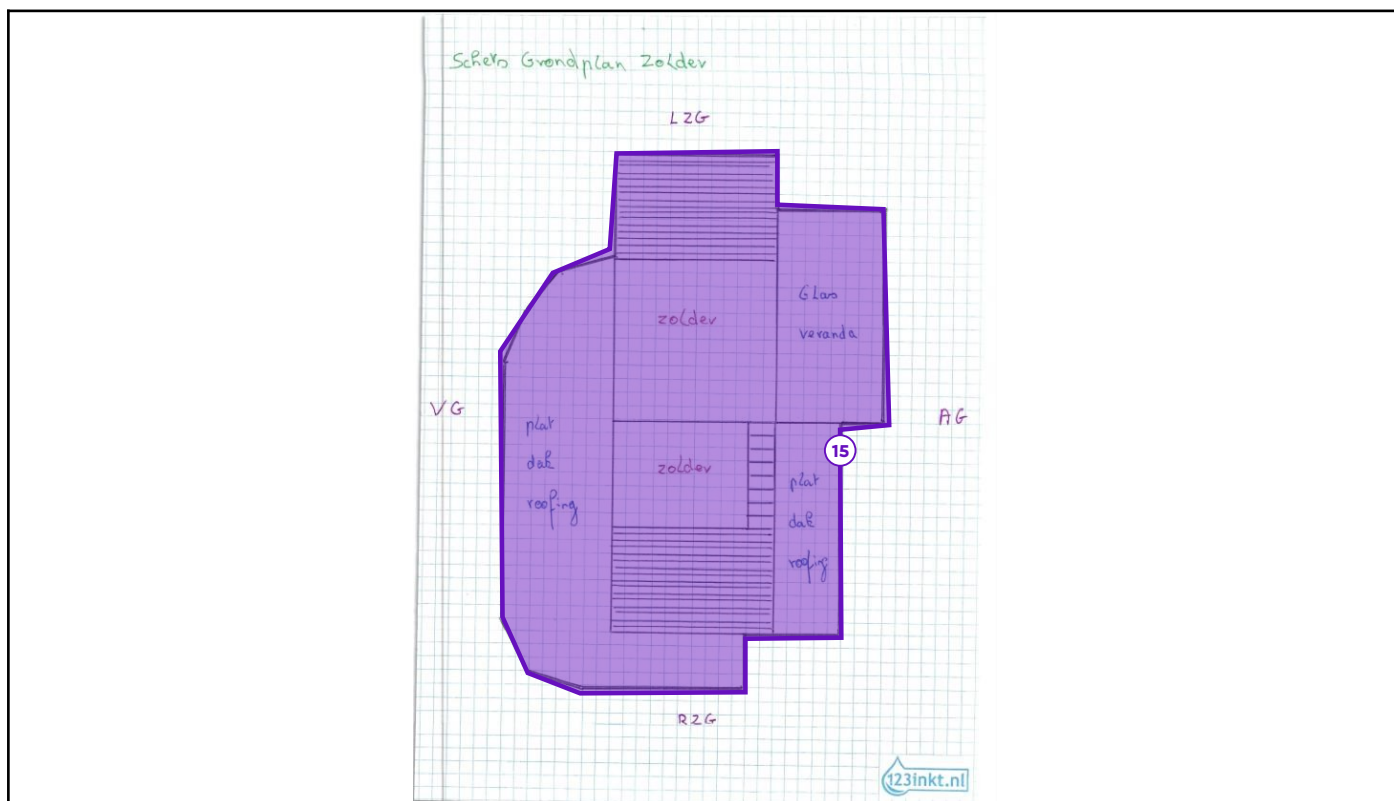 Schets Grondplan Zolder
LZG
Glas
zolder
veranda
VG
AG
plat
15
dak
zolder
plat
roofing
dak
roofing
RZG
123inkt.nl